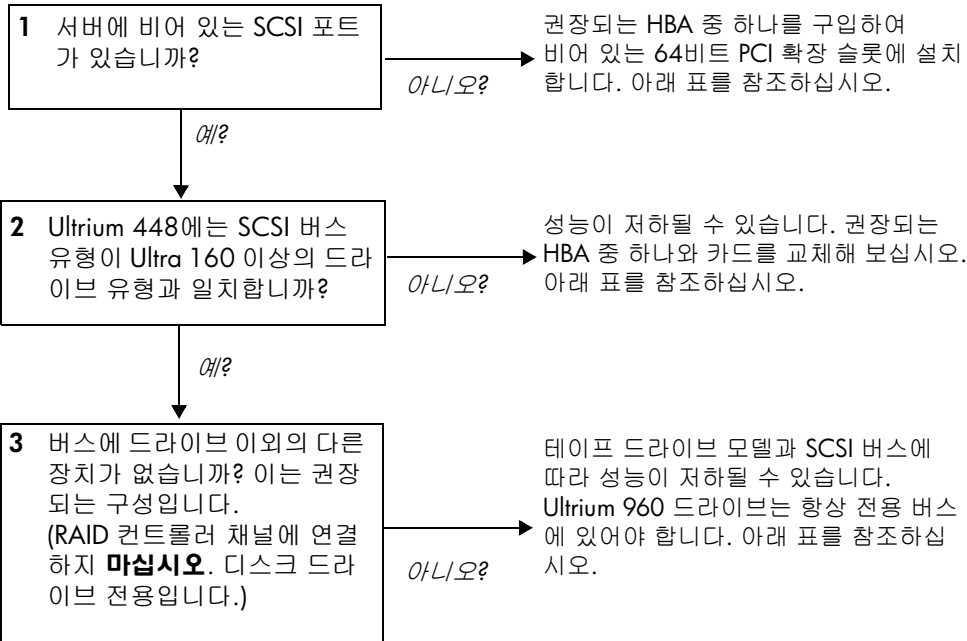 1 서버에 비어 있는 SCSI 포트
가 있습니까?
아니오?
권장되는 HBA 중 하나를 구입하여
비어 있는 64비트 PCI 확장 슬롯에 설치
합니다. 아래 표를 참조하십시오.
예?
2 Ultrium 448에는 SCSI 버스
유형이 Ultra 160 이상의 드라
이브 유형과 일치합니까?
아니오?
성능이 저하될 수 있습니다. 권장되는
HBA 중 하나와 카드를 교체해 보십시오.
아래 표를 참조하십시오.
예?
3 버스에 드라이브 이외의 다른
장치가 없습니까? 이는 권장
되는 구성입니다.
(RAID 컨트롤러 채널에 연결
하지 마십시오. 디스크 드라
이브 전용입니다.)
아니오?
테이프 드라이브 모델과 SCSI 버스에
따라 성능이 저하될 수 있습니다.
Ultrium 960 드라이브는 항상 전용 버스
에 있어야 합니다. 아래 표를 참조하십
시오.